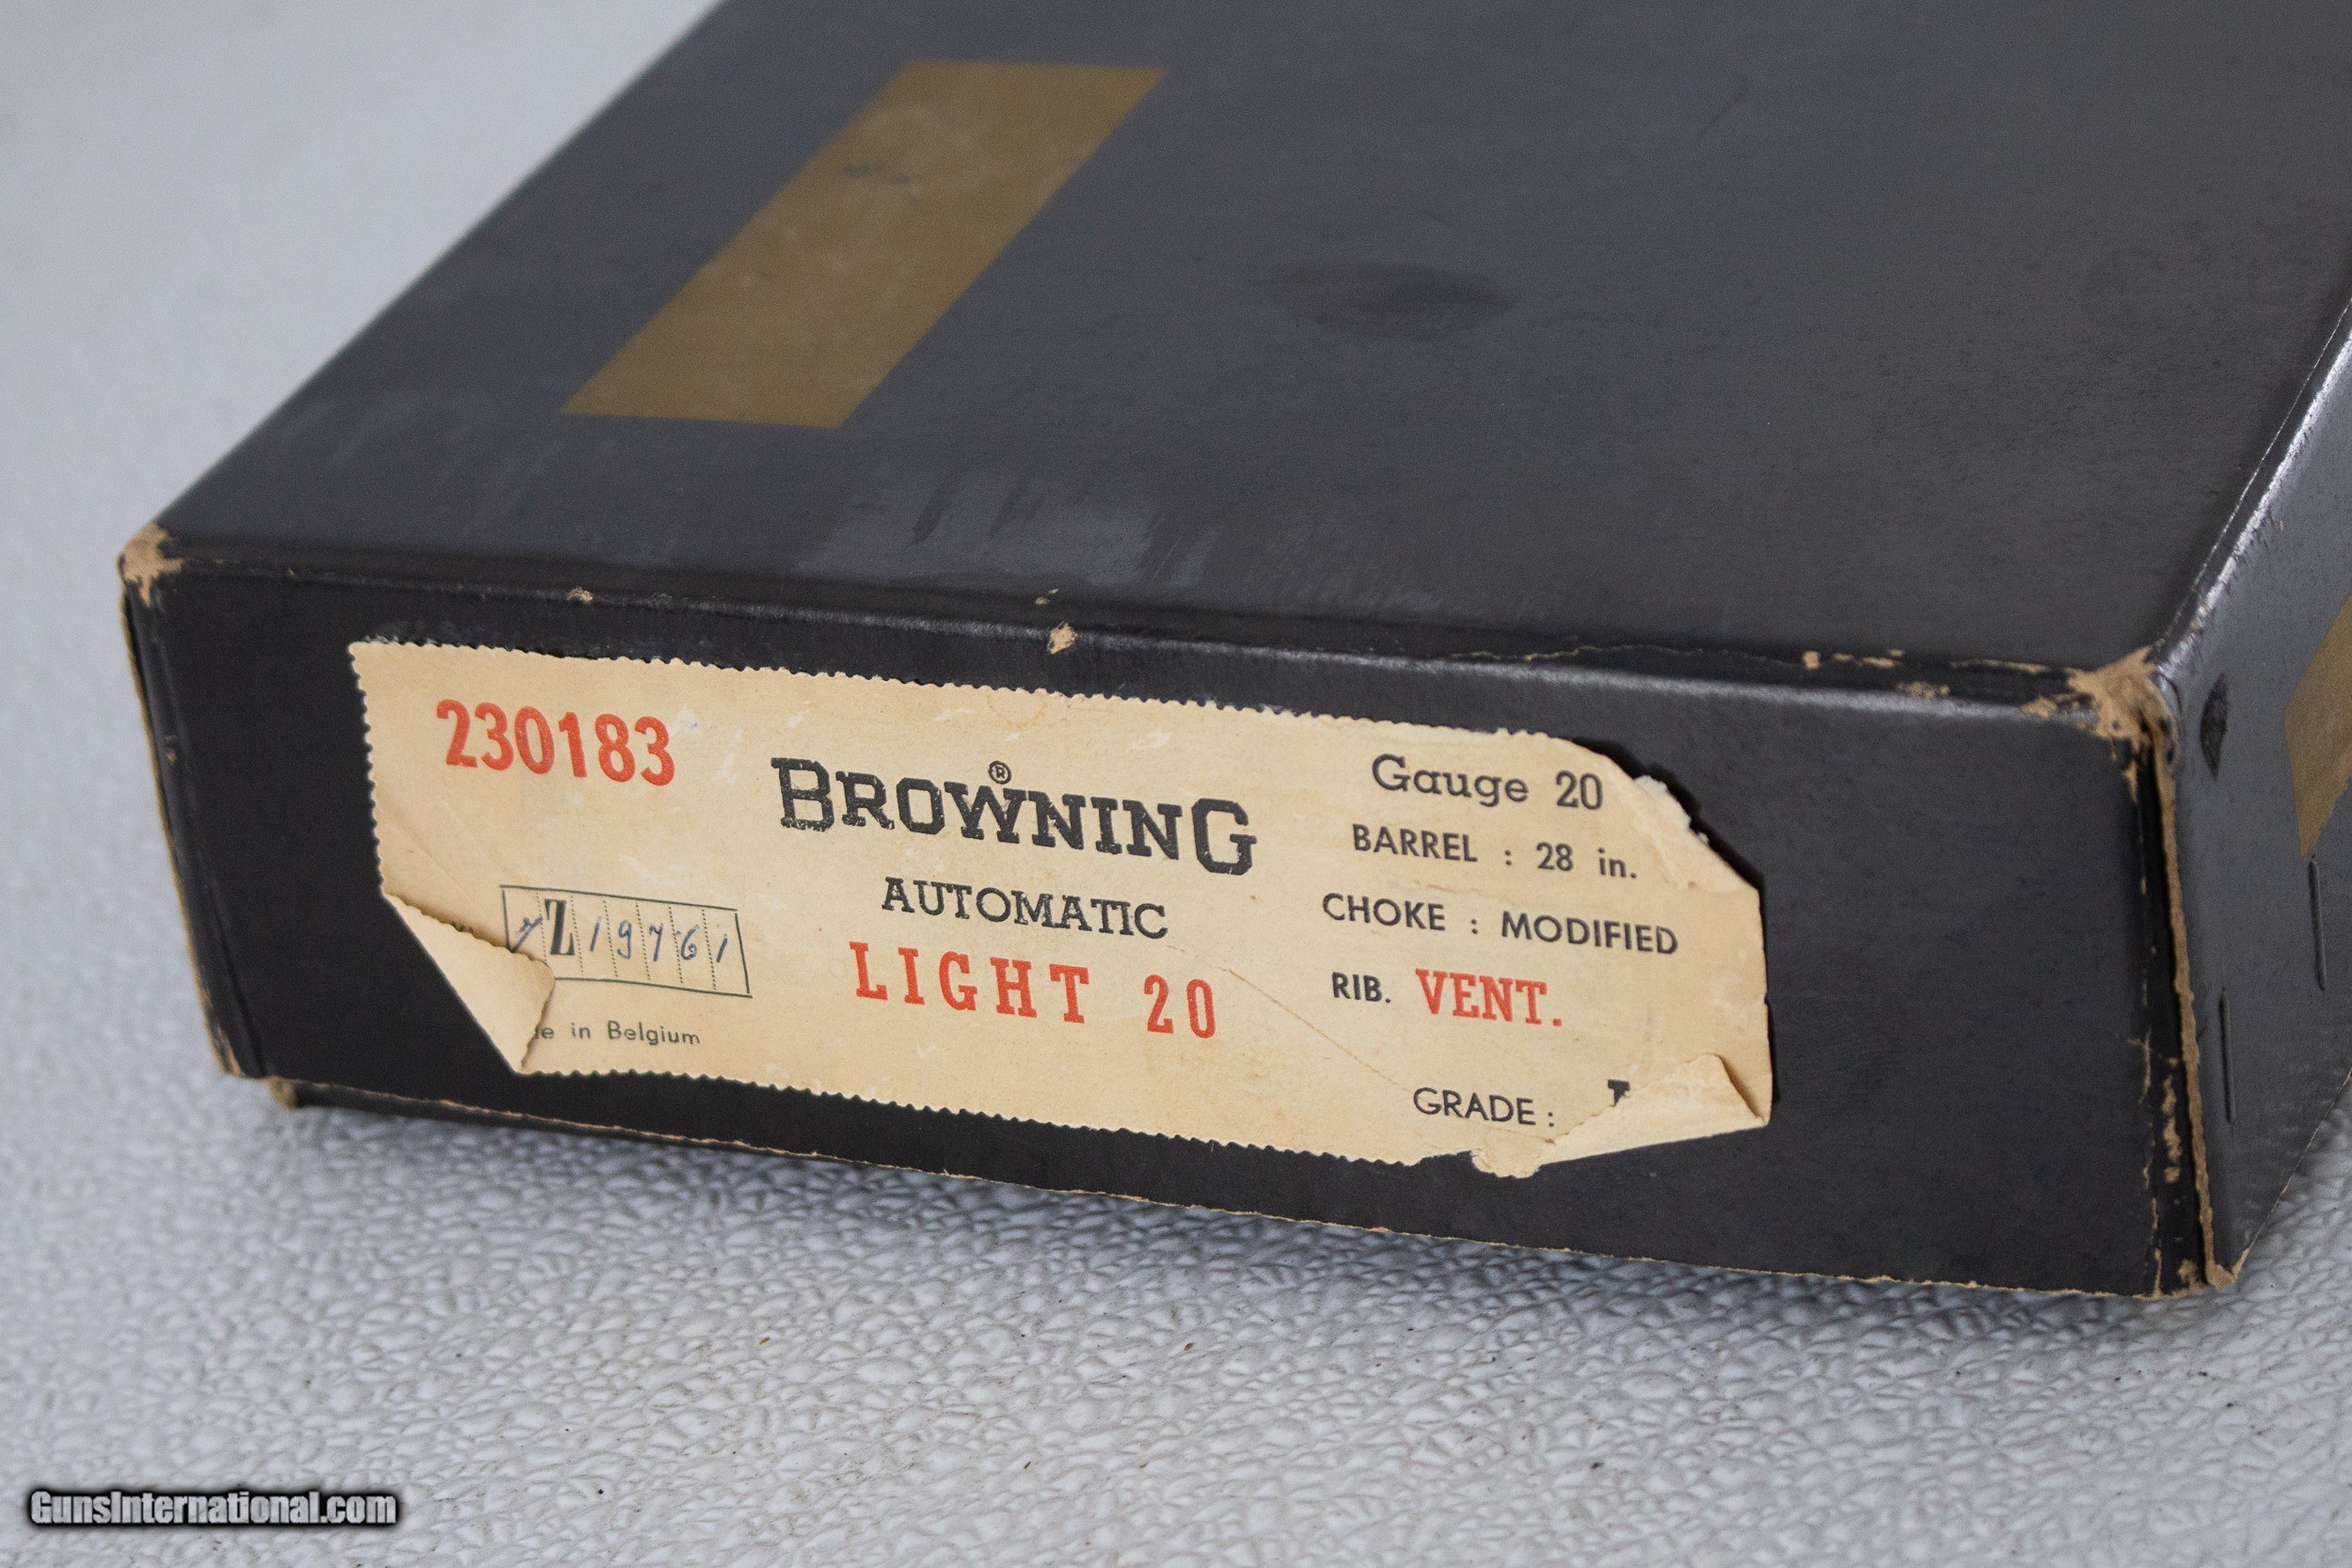 230183
BROWNING®
AUTOMATIC
LIGHT 20
Z19761
in Belgium
Gauge 20
BARREL : 28 in.
CHOKE : MODIFIED
RIB. VENT.
GRADE :
GunsInternational.com